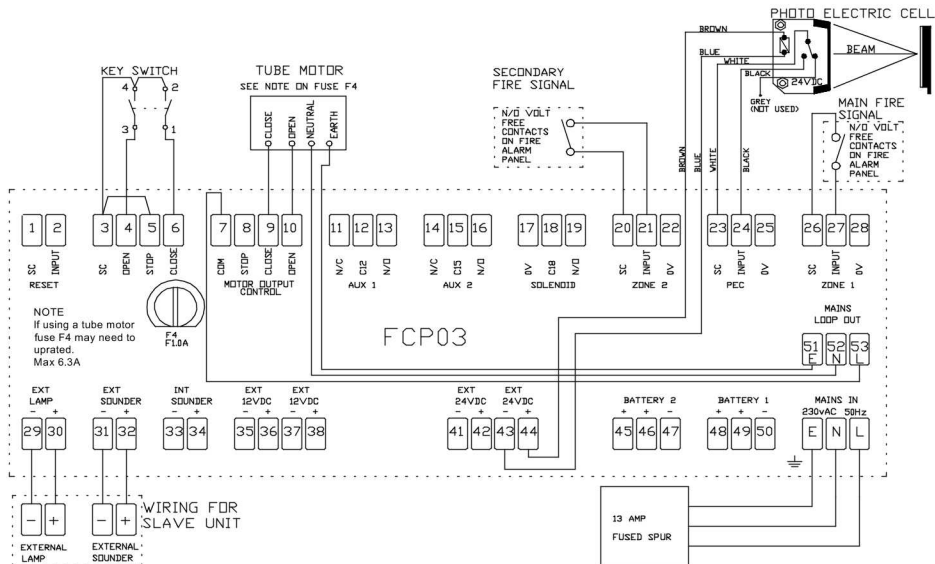 PHOTO ELECTRIC CELL
BROWN
BLUE
WHITE
BLACK
24VDC
GREY
(NOT USED)
BEAM
KEY SWITCH
4 2
3 1
TUBE MOTOR
SEE NOTE ON FUSE F4
CLOSE
OPEN
NEUTRAL
EARTH
SECONDARY
FIRE SIGNAL
N/O VOLT
FREE
CONTACTS
ON FIRE
ALARM
PANEL
BROWN
BLUE
WHITE
BLACK
MAIN FIRE
SIGNAL
N/O VOLT
FREE
CONTACTS
ON FIRE
ALARM
PANEL
1 2 3 4 5 6 7 8 9 10 11 12 13 14 15 16 17 18 19 20 21 22 23 24 25 26 27 28
SC INPUT SC OPEN STOP CLOSE COM STOP CLOSE OPEN N/C C12 N/O N/C C15 N/O 0V C18 N/O SC INPUT 0V SC INPUT 0V SC INPUT 0V
RESET
MOTOR OUTPUT
CONTROL
AUX 1
AUX 2
SOLENOID
ZONE 2
PEC
ZONE 1
NOTE
If using a tube motor
fuse F4 may need to
uprated.
Max 6.3A
F4
F1.0A
FCP03
MAINS
LOOP OUT
51 52 53
E N L
EXT
LAMP
- +
EXT
SOUNDER
- +
INT
SOUNDER
- +
EXT
12VDC
- +
EXT
12VDC
- +
EXT
24VDC
- +
EXT
24VDC
- +
BATTERY 2
+ + -
BATTERY 1
+ + -
MAINS IN
230vAC 50Hz
29 30 31 32 33 34 35 36 37 38 41 42 43 44 45 46 47 48 49 50 E N L
- + - +
WIRING FOR
SLAVE UNIT
EXTERNAL
LAMP
EXTERNAL
SOUNDER
13 AMP
FUSED SPUR